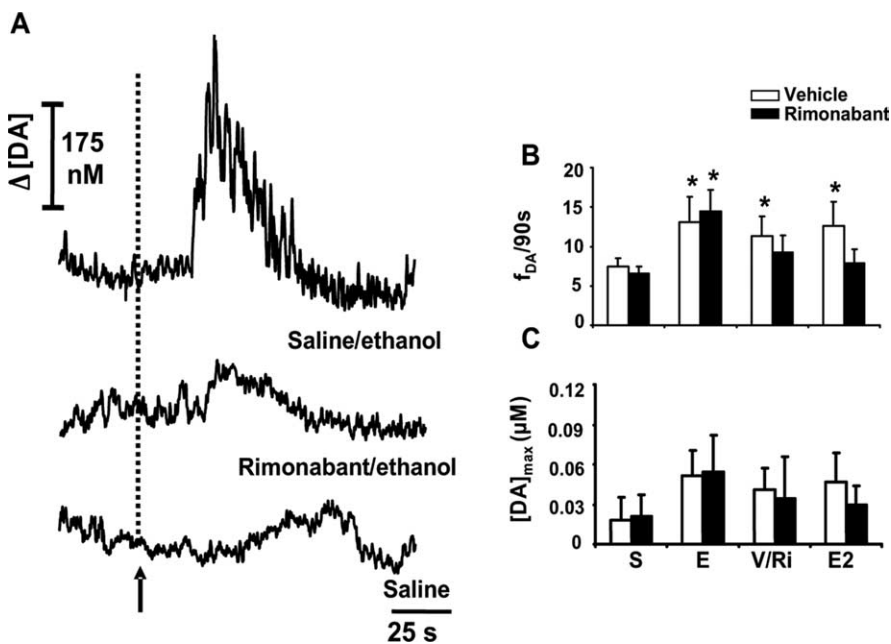 A
Δ [DA]
175
nM
Saline/ethanol
Rimonabant/ethanol
Saline
25 s
Vehicle
Rimonabant
B
20
15
10
5
0
f_DA/90s
* * * *
C
0.12
0.09
0.06
0.03
0
[DA]max (µM)
S E V/Ri E2